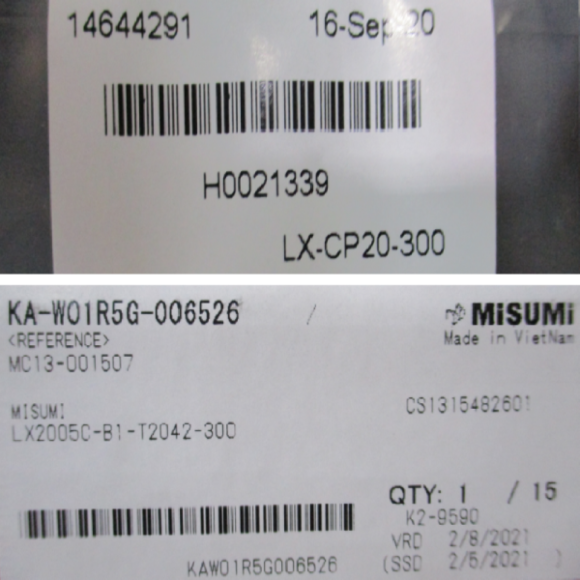 14644291 16-Sep-20
H0021339
LX-CP20-300
KA-W01R5G-006526 /
MiSUMi
<REFERENCE>
Made in VietNam
MC13-001507
MISUMI
CS1315482601
LX2005C-B1-T2042-300
QTY: 1 / 15
K2-9590
VRD 2/8/2021
KAW01R5G006526
(SSD 2/5/2021 )